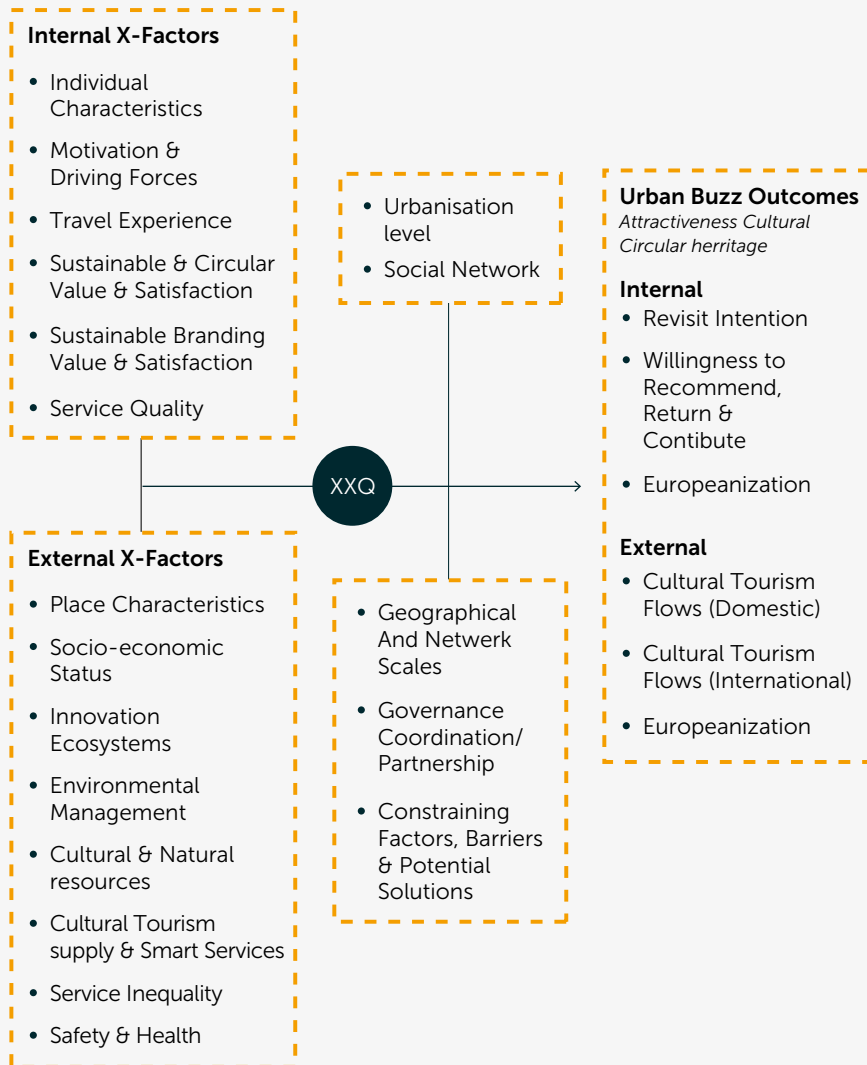 Internal X-Factors
• Individual
Characteristics
• Motivation &
Driving Forces
• Travel Experience
• Sustainable & Circular
Value & Satisfaction
• Sustainable Branding
Value & Satisfaction
• Service Quality
External X-Factors
• Place Characteristics
• Socio-economic
Status
• Innovation
Ecosystems
• Environmental
Management
• Cultural & Natural
resources
• Cultural Tourism
supply & Smart Services
• Service Inequality
• Safety & Health
XXQ
• Urbanisation
level
• Social Network
• Geographical
And Netwerk
Scales
• Governance
Coordination/
Partnership
• Constraining
Factors, Barriers
& Potential
Solutions
Urban Buzz Outcomes
Attractiveness Cultural
Circular herritage
Internal
• Revisit Intention
• Willingness to
Recommend,
Return &
Contibute
• Europeanization
External
• Cultural Tourism
Flows (Domestic)
• Cultural Tourism
Flows (International)
• Europeanization